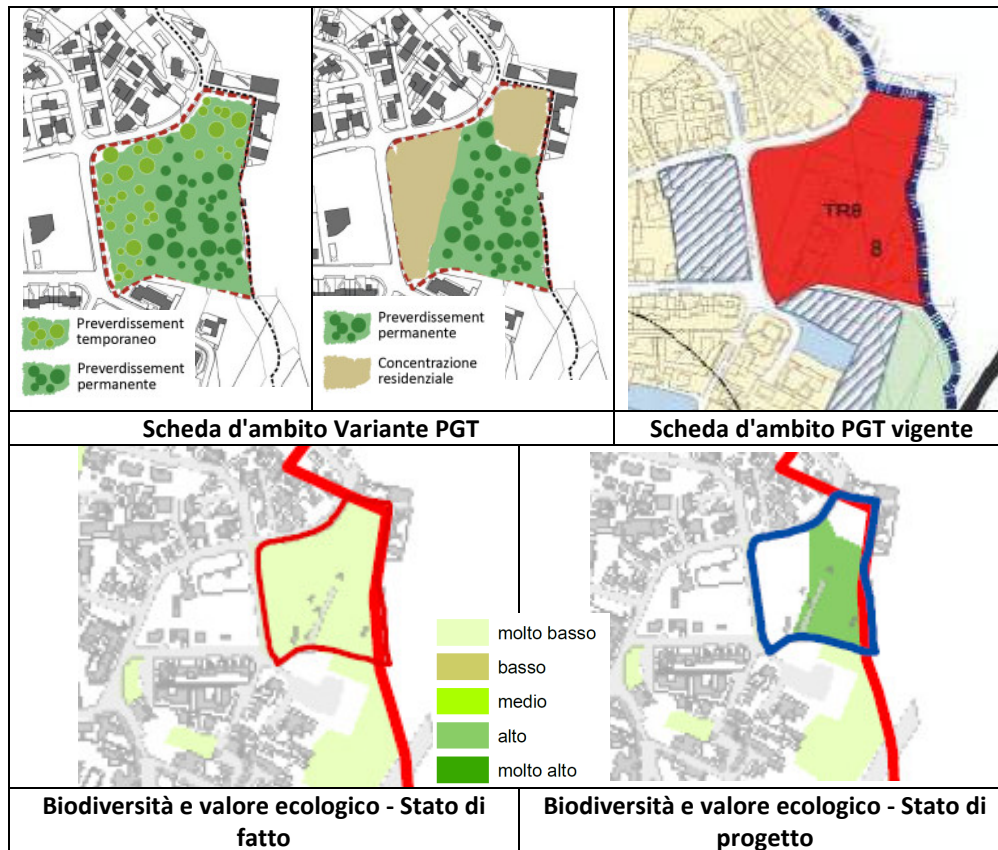 Preverdissement
temporaneo
Preverdissement
permanente
Preverdissement
permanente
Concentrazione
residenziale
TR8
8
Scheda d'ambito Variante PGT
Scheda d'ambito PGT vigente
molto basso
basso
medio
alto
molto alto
Biodiversità e valore ecologico - Stato di
fatto
Biodiversità e valore ecologico - Stato di
progetto